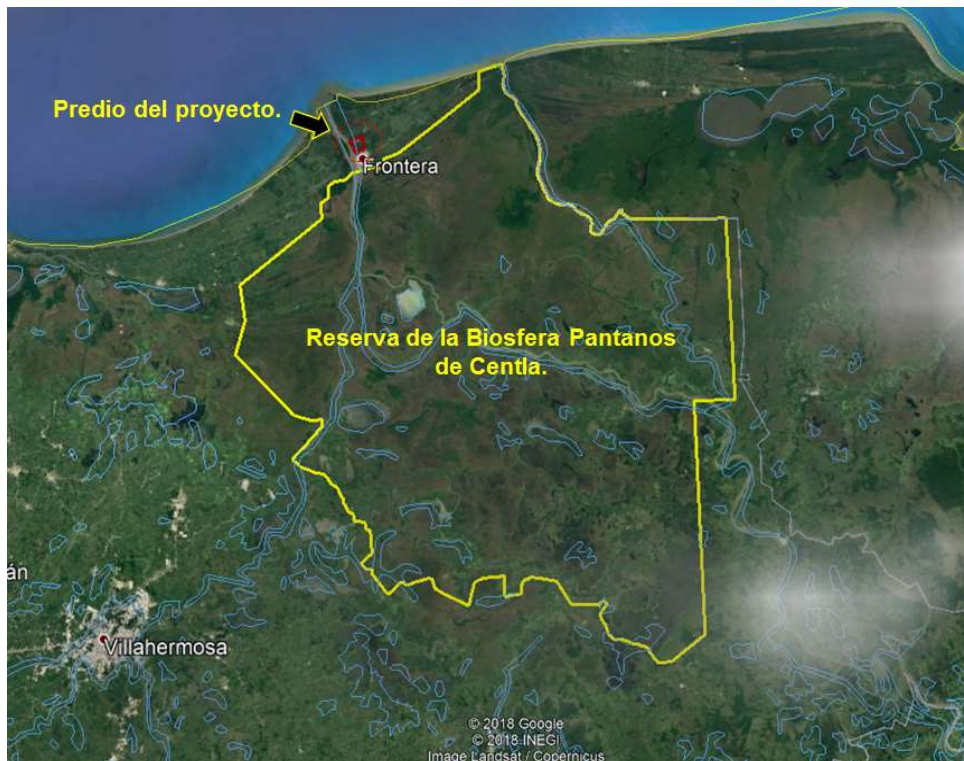 Predio del proyecto.
Frontera
Reserva de la Biosfera Pantanos
de Centla.
án
Villahermosa
© 2018 Google
© 2018 INEGI
Image Landsat / Copernicus